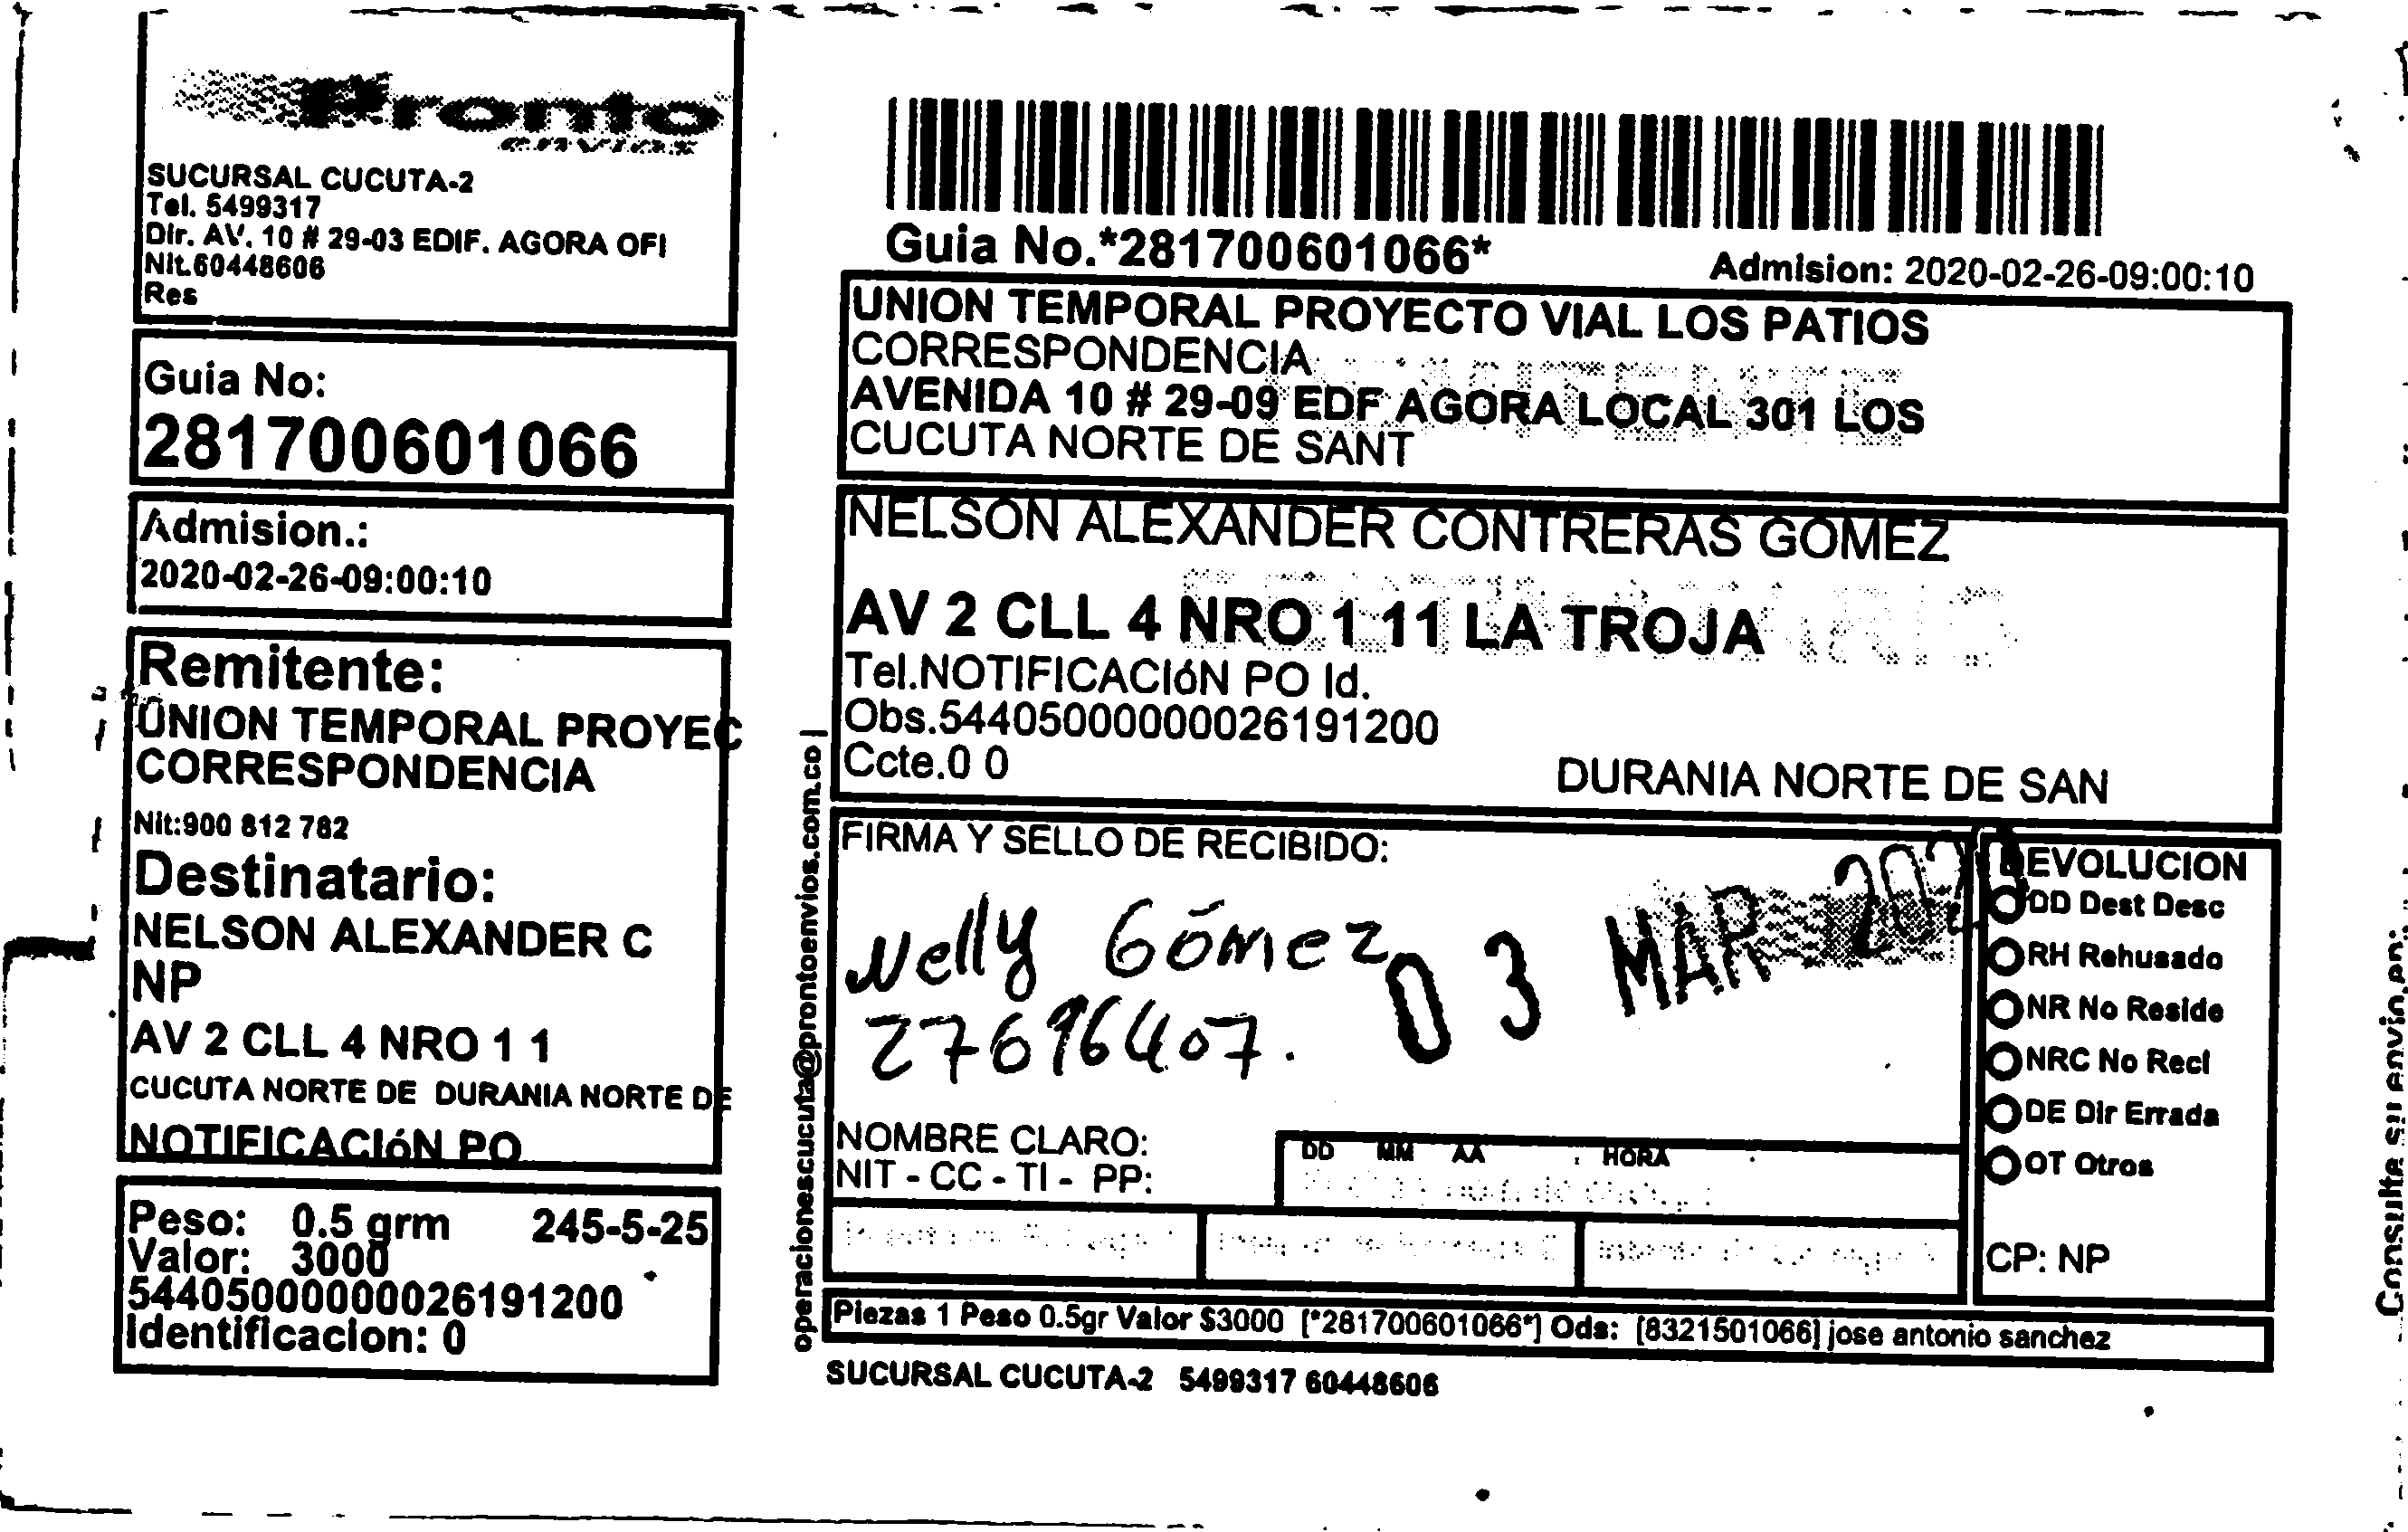 Pronto
envios
SUCURSAL CUCUTA-2
Tel. 5499317
Dir. AV. 10 # 29-03 EDIF. AGORA OFI
Nit.60448606
Res
Guia No:
281700601066
Admision.:
2020-02-26-09:00:10
Remitente:
UNION TEMPORAL PROYEC
CORRESPONDENCIA
Nit:900 812 782
Destinatario:
NELSON ALEXANDER C
NP
AV 2 CLL 4 NRO 1 1
CUCUTA NORTE DE DURANIA NORTE DE
NOTIFICACIóN PO
Peso: 0.5 grm 245-5-25
Valor: 3000
544050000000026191200
Identificacion: 0
operacionescucuta@prontoenvios.com.co |
Guia No.*281700601066*
Admision: 2020-02-26-09:00:10
UNION TEMPORAL PROYECTO VIAL LOS PATIOS
CORRESPONDENCIA
AVENIDA 10 # 29-09 EDF AGORA LOCAL 301 LOS
CUCUTA NORTE DE SANT
NELSON ALEXANDER CONTRERAS GOMEZ
AV 2 CLL 4 NRO 1 11 LA TROJA
Tel.NOTIFICACIóN PO Id.
Obs.544050000000026191200
Ccte.0 0
DURANIA NORTE DE SAN
FIRMA Y SELLO DE RECIBIDO:
Nelly Gómez
27696407.
03 MAR 2020
NOMBRE CLARO:
NIT - CC - TI - PP:
DD MM AA : HORA
DEVOLUCION
DD Dest Desc
RH Rehusado
NR No Reside
NRC No Recl
DE Dir Errada
OT Otros
CP: NP
Piezas 1 Peso 0.5gr Valor $3000 [*281700601066*] Ods: [8321501066] jose antonio sanchez
SUCURSAL CUCUTA-2 5499317 60448606
Consulte su envío en: